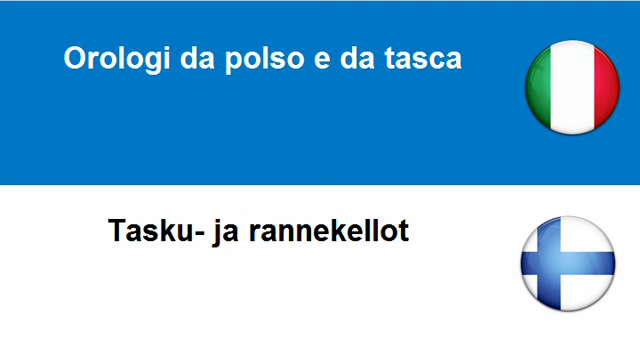 Orologi da polso e da tasca
Tasku- ja rannekellot